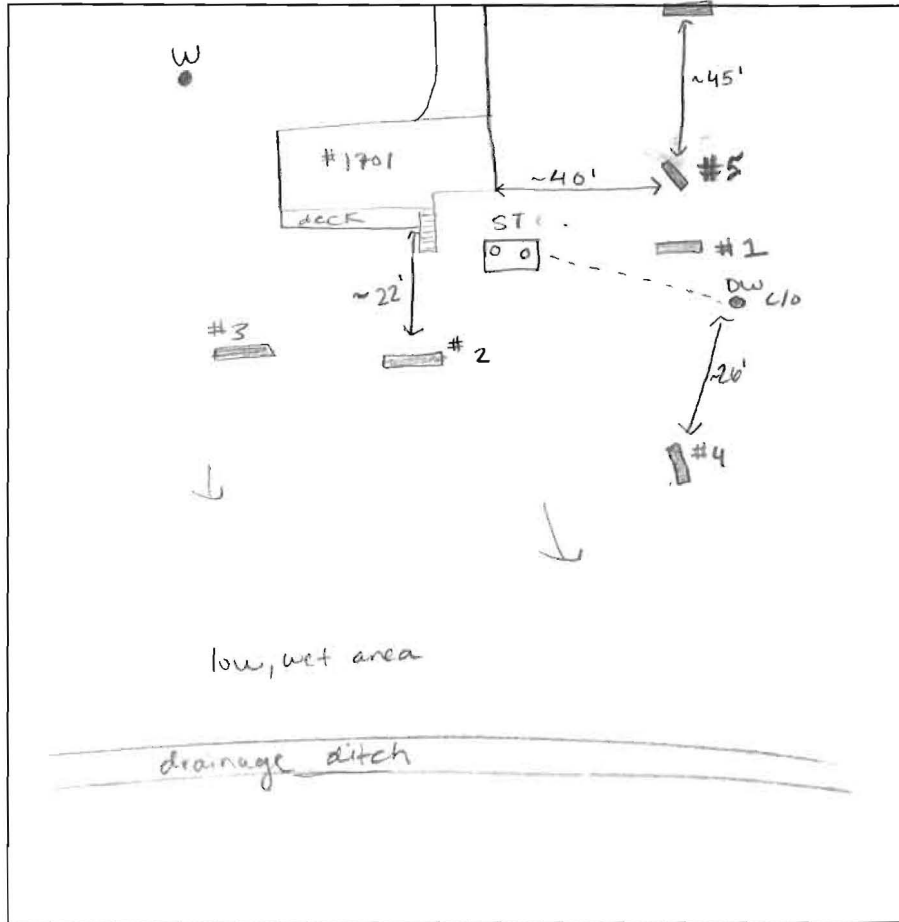 W
~45'
#1701
#5
~40'
deck
ST
#1
DW
c/o
~22'
#3
#2
~26'
#4
low, wet area
drainage ditch